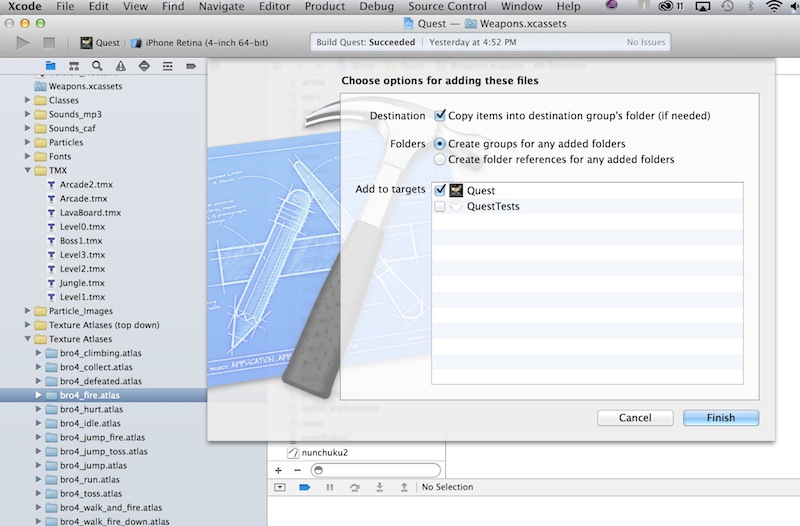 Xcode File Edit View Find Navigate Editor Product Debug Source Control Window Help 11
Quest — Weapons.xcassets
Quest iPhone Retina (4-inch 64-bit)
Build Quest: Succeeded Yesterday at 4:52 PM No Issues
Weapons.xcassets
Classes
Sounds_mp3
Sounds_caf
Particles
Fonts
TMX
Arcade2.tmx
Arcade.tmx
LavaBoard.tmx
Level0.tmx
Boss1.tmx
Level3.tmx
Level2.tmx
Jungle.tmx
Level1.tmx
Particle_Images
Texture Atlases (top down)
Texture Atlases
bro4_climbing.atlas
bro4_collect.atlas
bro4_defeated.atlas
bro4_fire.atlas
bro4_hurt.atlas
bro4_idle.atlas
bro4_jump_fire.atlas
bro4_jump_toss.atlas
bro4_jump.atlas
bro4_run.atlas
bro4_toss.atlas
bro4_walk_and_fire.atlas
bro4_walk_fire_down.atlas
Choose options for adding these files
Destination Copy items into destination group's folder (if needed)
Folders Create groups for any added folders
Create folder references for any added folders
Add to targets Quest
QuestTests
Cancel Finish
nunchuku2
No Selection